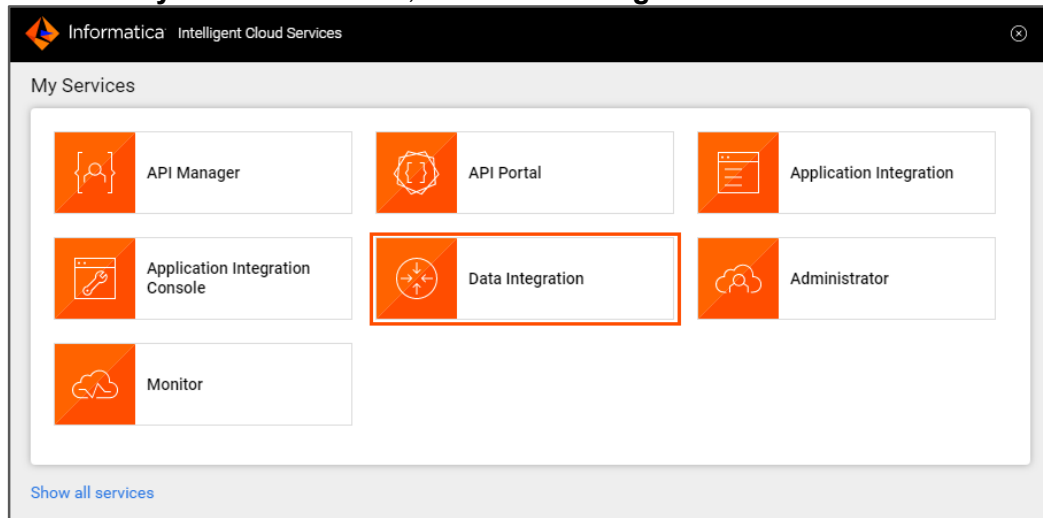 Informatica Intelligent Cloud Services
My Services
API Manager
API Portal
Application Integration
Application Integration
Console
Data Integration
Administrator
Monitor
Show all services